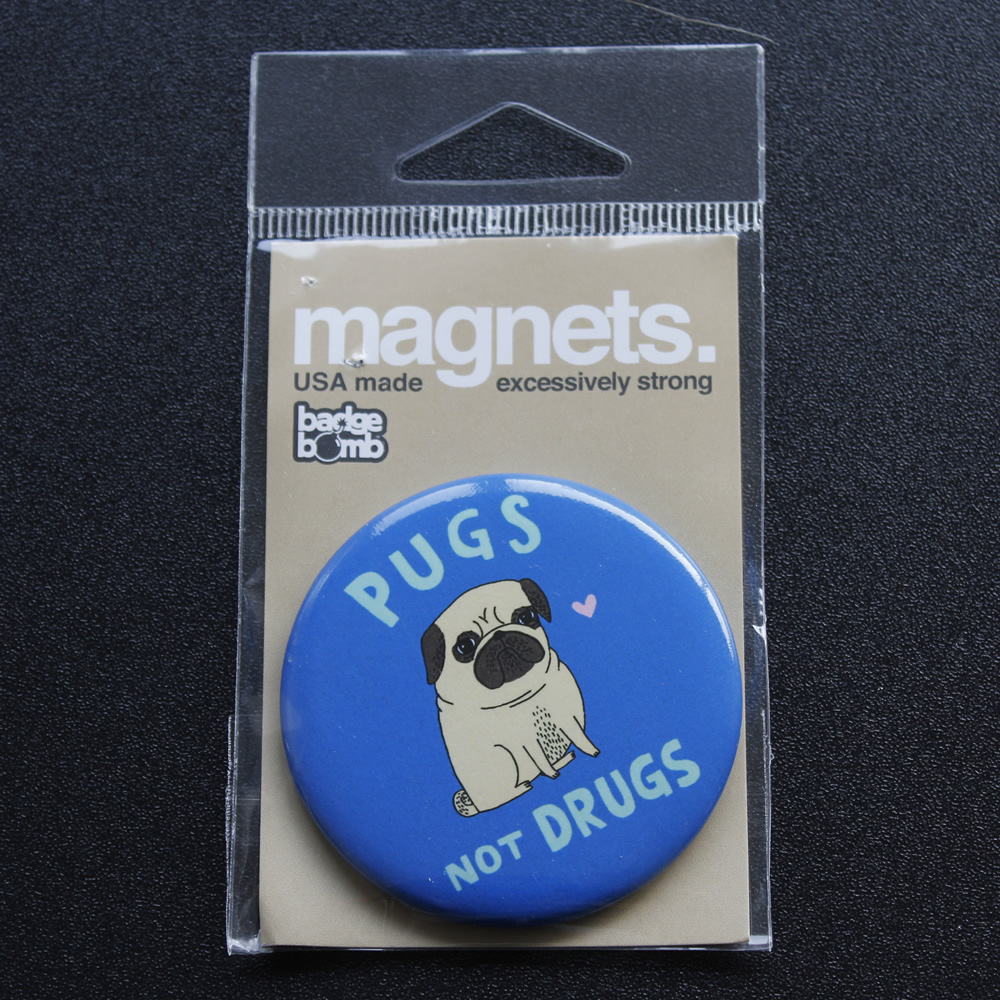 magnets.
USA made excessively strong
badge
bomb
PUGS
NOT DRUGS